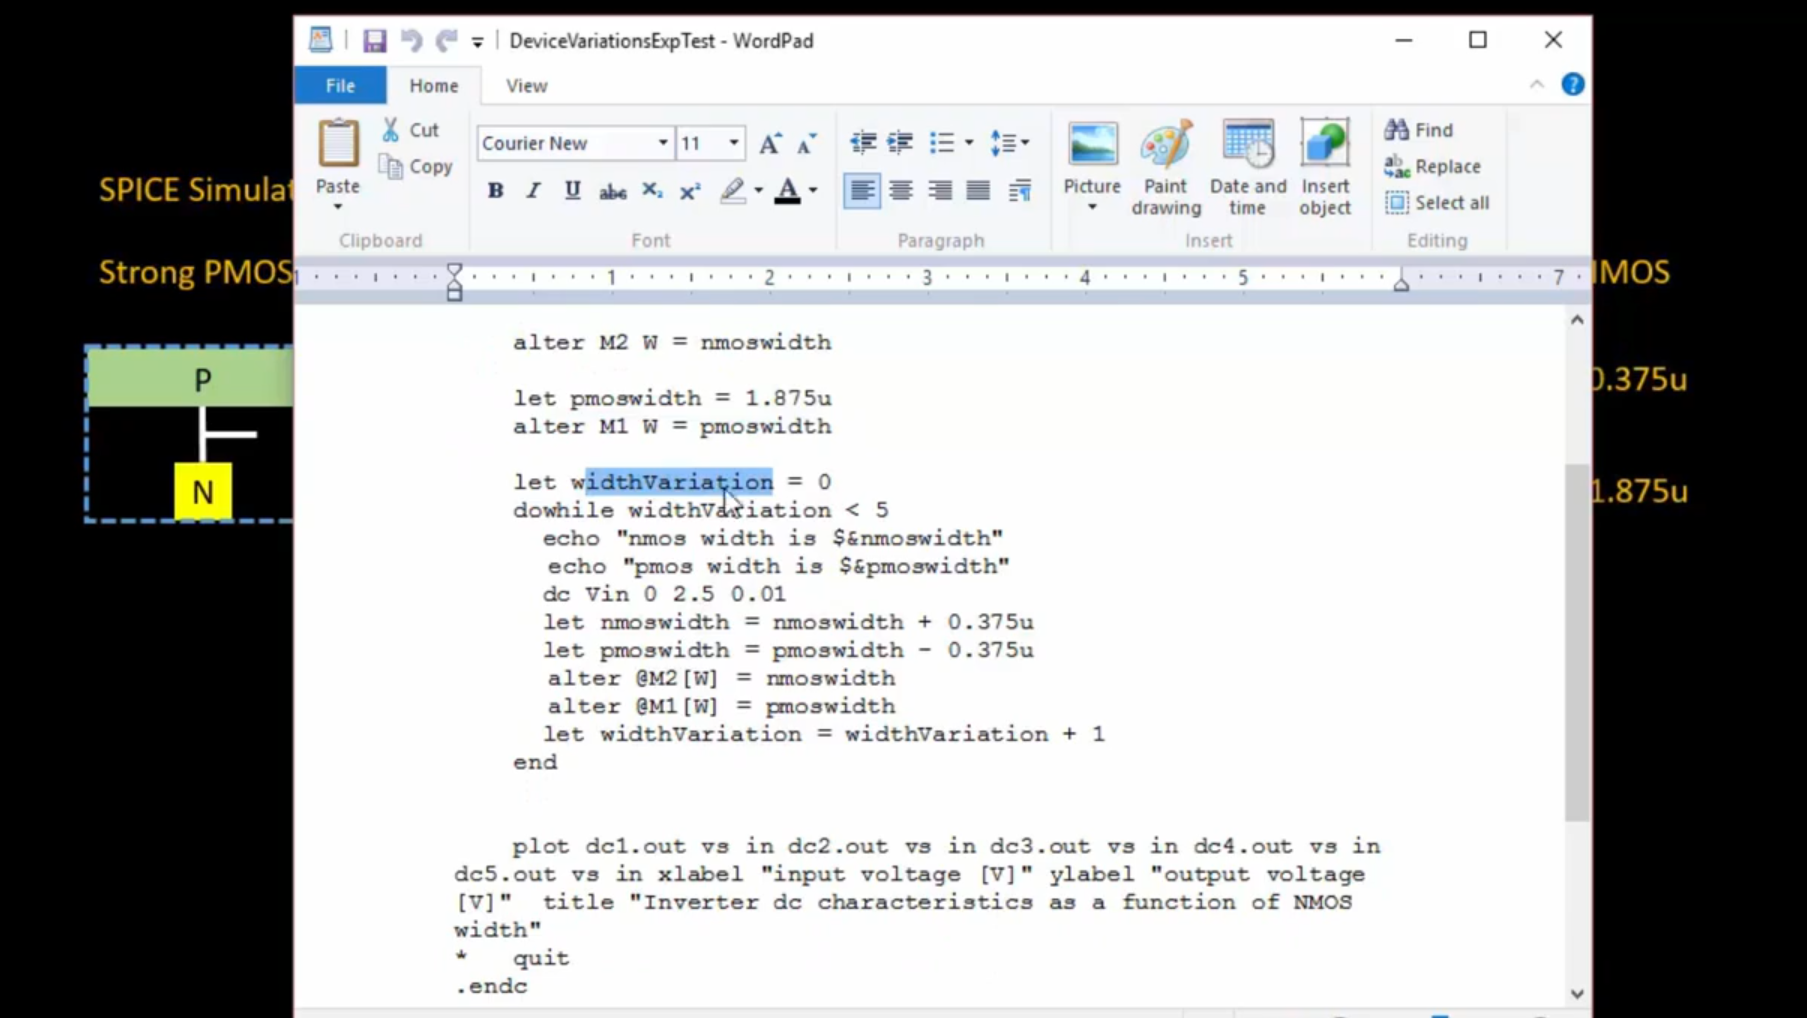 DeviceVariationsExpTest - WordPad
File Home View
Paste
Cut
Copy
Clipboard
Courier New 11
B I U abc X₂ X² A
Font
Paragraph
Picture
Paint drawing
Date and time
Insert object
Insert
Find
Replace
Select all
Editing
1 1 2 3 4 5 7
SPICE Simulat
Strong PMOS
MOS
P
N
0.375u
1.875u
alter M2 W = nmoswidth
let pmoswidth = 1.875u
alter M1 W = pmoswidth
let widthVariation = 0
dowhile widthVariation < 5
echo "nmos width is $&nmoswidth"
echo "pmos width is $&pmoswidth"
dc Vin 0 2.5 0.01
let nmoswidth = nmoswidth + 0.375u
let pmoswidth = pmoswidth - 0.375u
alter @M2[W] = nmoswidth
alter @M1[W] = pmoswidth
let widthVariation = widthVariation + 1
end
plot dc1.out vs in dc2.out vs in dc3.out vs in dc4.out vs in
dc5.out vs in xlabel "input voltage [V]" ylabel "output voltage
[V]" title "Inverter dc characteristics as a function of NMOS
width"
* quit
.endc